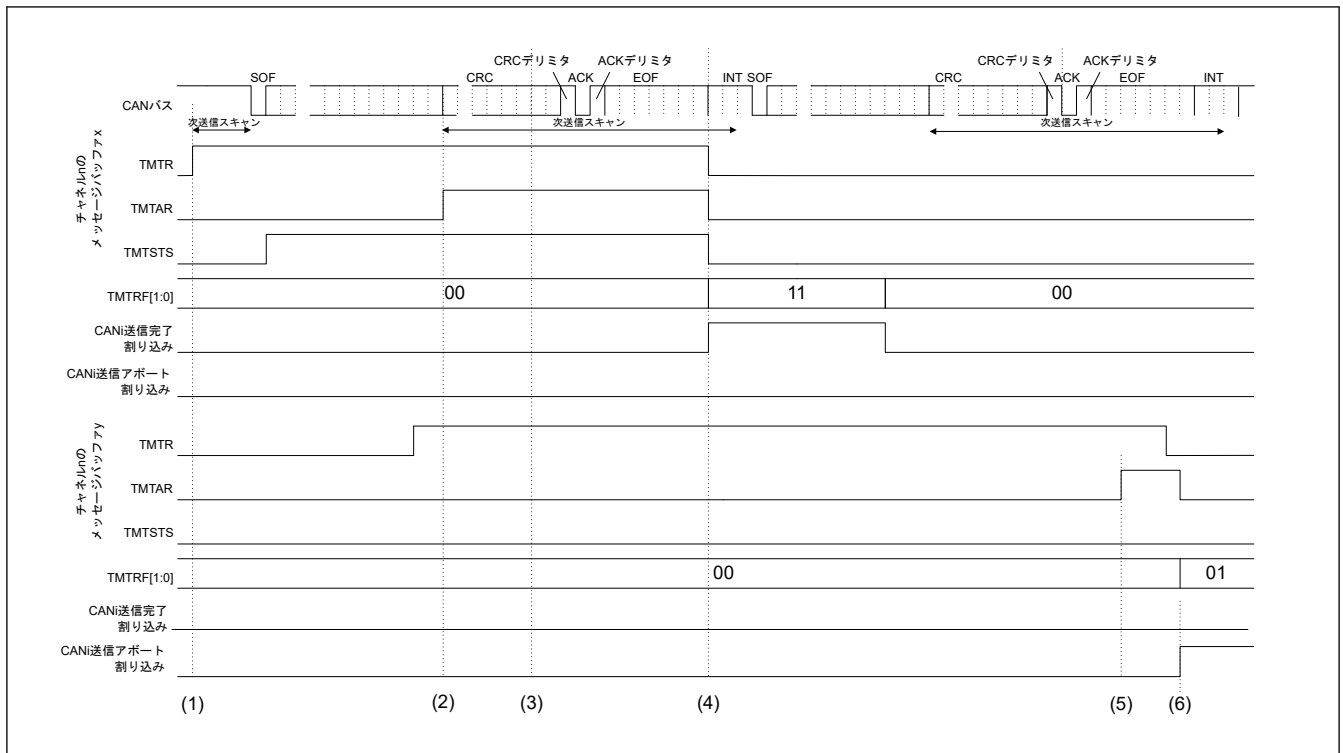 CRCデリミタ ACKデリミタ CRCデリミタ ACKデリミタ
SOF CRC ACK EOF INT SOF CRC ACK EOF INT
CANバス
次送信スキャン 次送信スキャン 次送信スキャン
チャネルnの
メッセージバッファx
TMTR
TMTAR
TMTSTS
TMTRF[1:0] 00 11 00
CANi送信完了
割り込み
CANi送信アボート
割り込み
チャネルnの
メッセージバッファy
TMTR
TMTAR
TMTSTS
TMTRF[1:0] 00 01
CANi送信完了
割り込み
CANi送信アボート
割り込み
(1) (2) (3) (4) (5) (6)